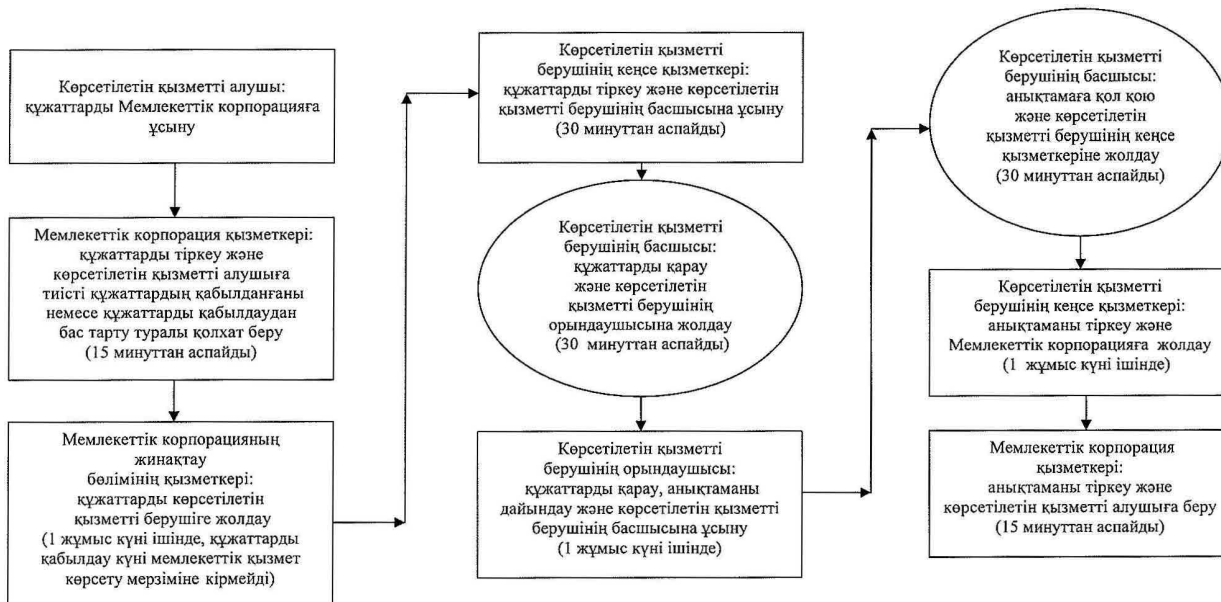 Көрсетілетін қызметті алушы:
құжаттарды Мемлекеттік корпорацияға
ұсыну
Мемлекеттік корпорация қызметкері:
құжаттарды тіркеу және
көрсетілетін қызметті алушыға
тиісті құжаттардың қабылданғаны
немесе құжаттарды қабылдаудан
бас тарту туралы қолхат беру
(15 минуттан аспайды)
Мемлекеттік корпорацияның
жинақтау
бөлімінің қызметкері:
құжаттарды көрсетілетін
қызметті берушіге жолдау
(1 жұмыс күні ішінде, құжаттарды
қабылдау күні мемлекеттік қызмет
көрсету мерзіміне кірмейді)
Көрсетілетін қызметті
берушінің кеңсе қызметкері:
құжаттарды тіркеу және көрсетілетін
қызметті берушінің басшысына ұсыну
(30 минуттан аспайды)
Көрсетілетін қызметті
берушінің басшысы:
құжаттарды қарау
және көрсетілетін
қызметті берушінің
орындаушысына жолдау
(30 минуттан аспайды)
Көрсетілетін қызметті
берушінің орындаушысы:
құжаттарды қарау, анықтаманы
дайындау және көрсетілетін қызметті
берушінің басшысына ұсыну
(1 жұмыс күні ішінде)
Көрсетілетін қызметті
берушінің басшысы:
анықтамаға қол қою
және көрсетілетін
қызметті берушінің кеңсе
қызметкеріне жолдау
(30 минуттан аспайды)
Көрсетілетін қызметті
берушінің кеңсе қызметкері:
анықтаманы тіркеу және
Мемлекеттік корпорацияға жолдау
(1 жұмыс күні ішінде)
Мемлекеттік корпорация
қызметкері:
анықтаманы тіркеу және
көрсетілетін қызметті алушыға беру
(15 минуттан аспайды)